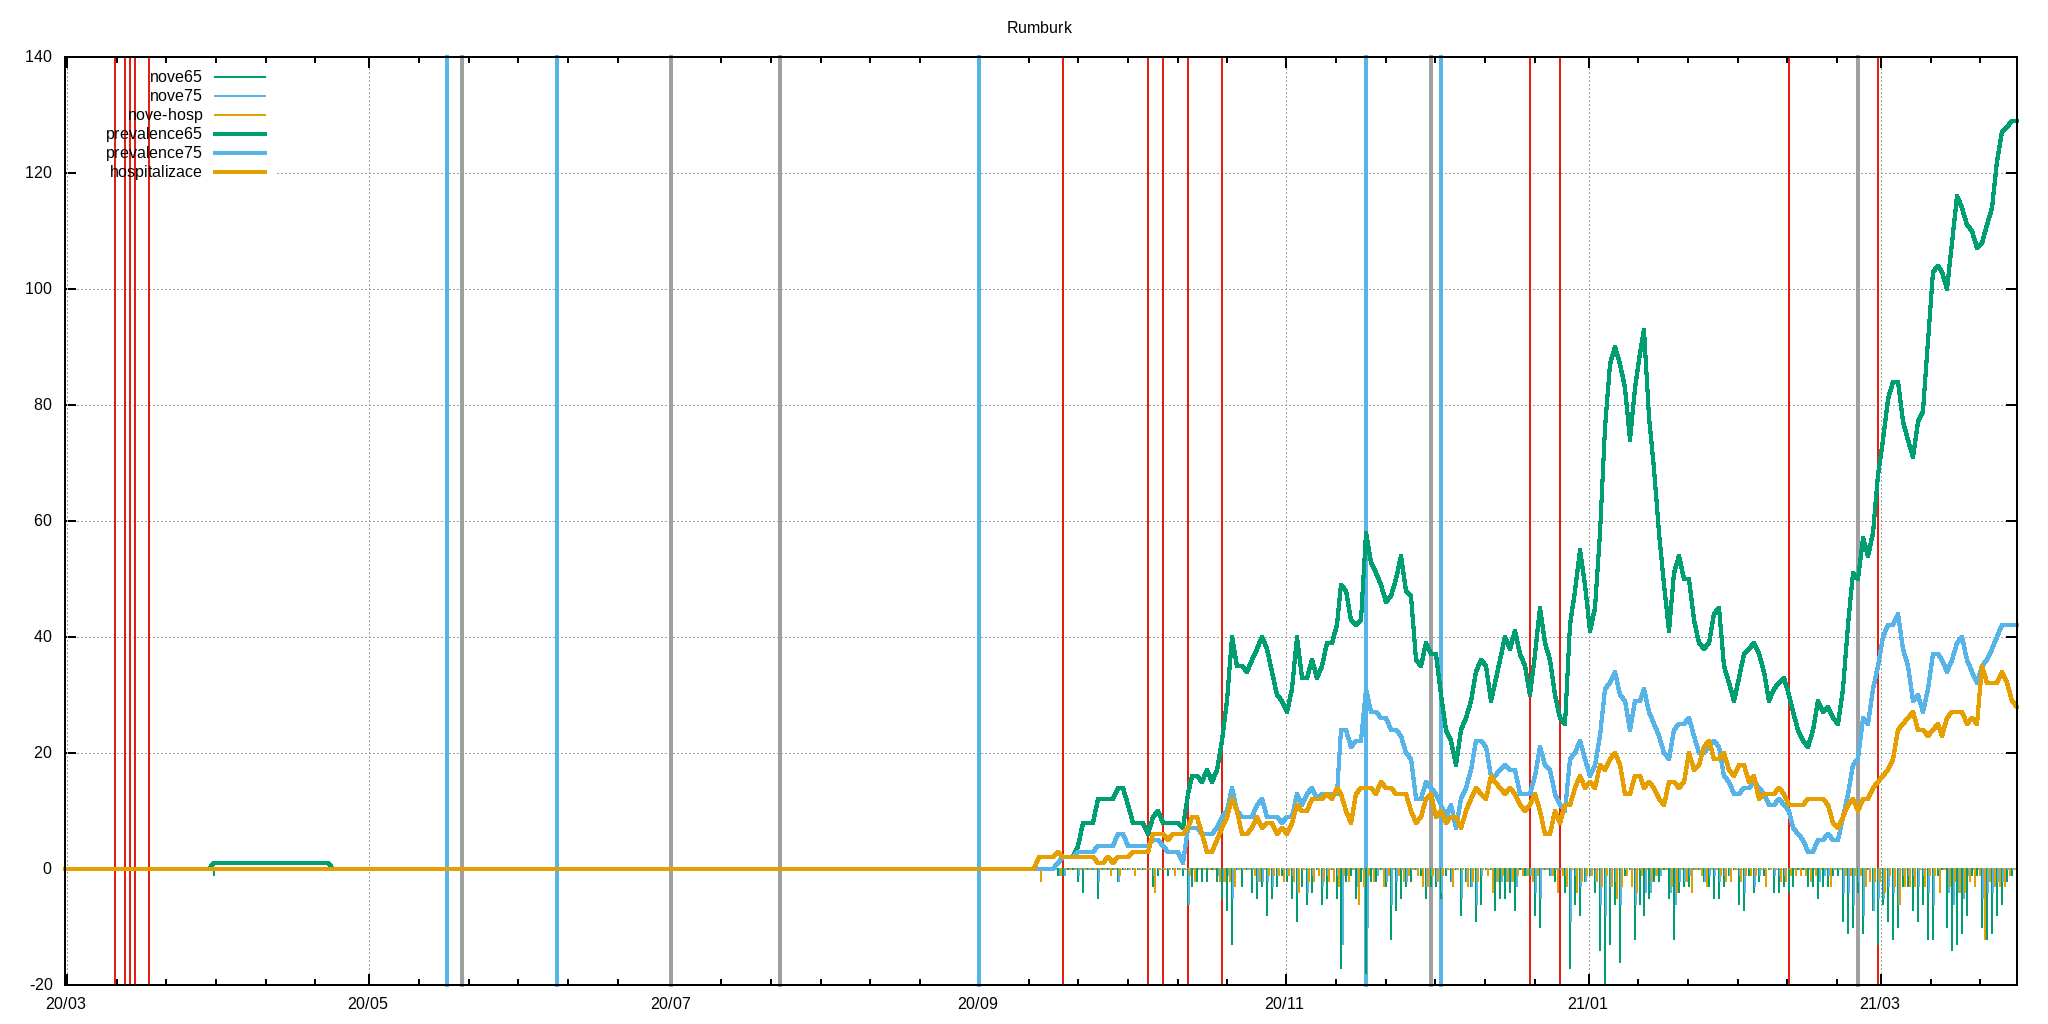 Rumburk
140
120
100
80
60
40
20
0
-20
nove65
nove75
nove-hosp
prevalence65
prevalence75
hospitalizace
20/03 20/05 20/07 20/09 20/11 21/01 21/03